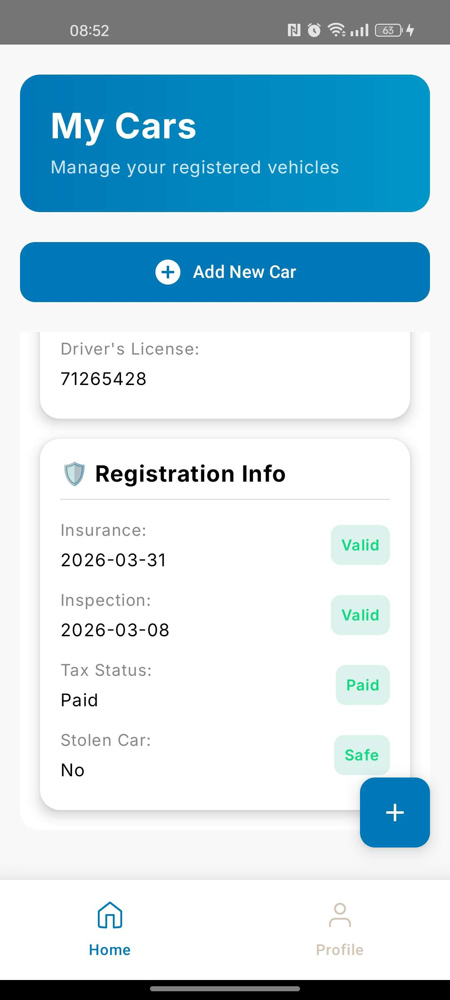 08:52
63
My Cars
Manage your registered vehicles
Add New Car
Driver's License:
71265428
Registration Info
Insurance:
2026-03-31
Valid
Inspection:
2026-03-08
Valid
Tax Status:
Paid
Paid
Stolen Car:
No
Safe
Home
Profile